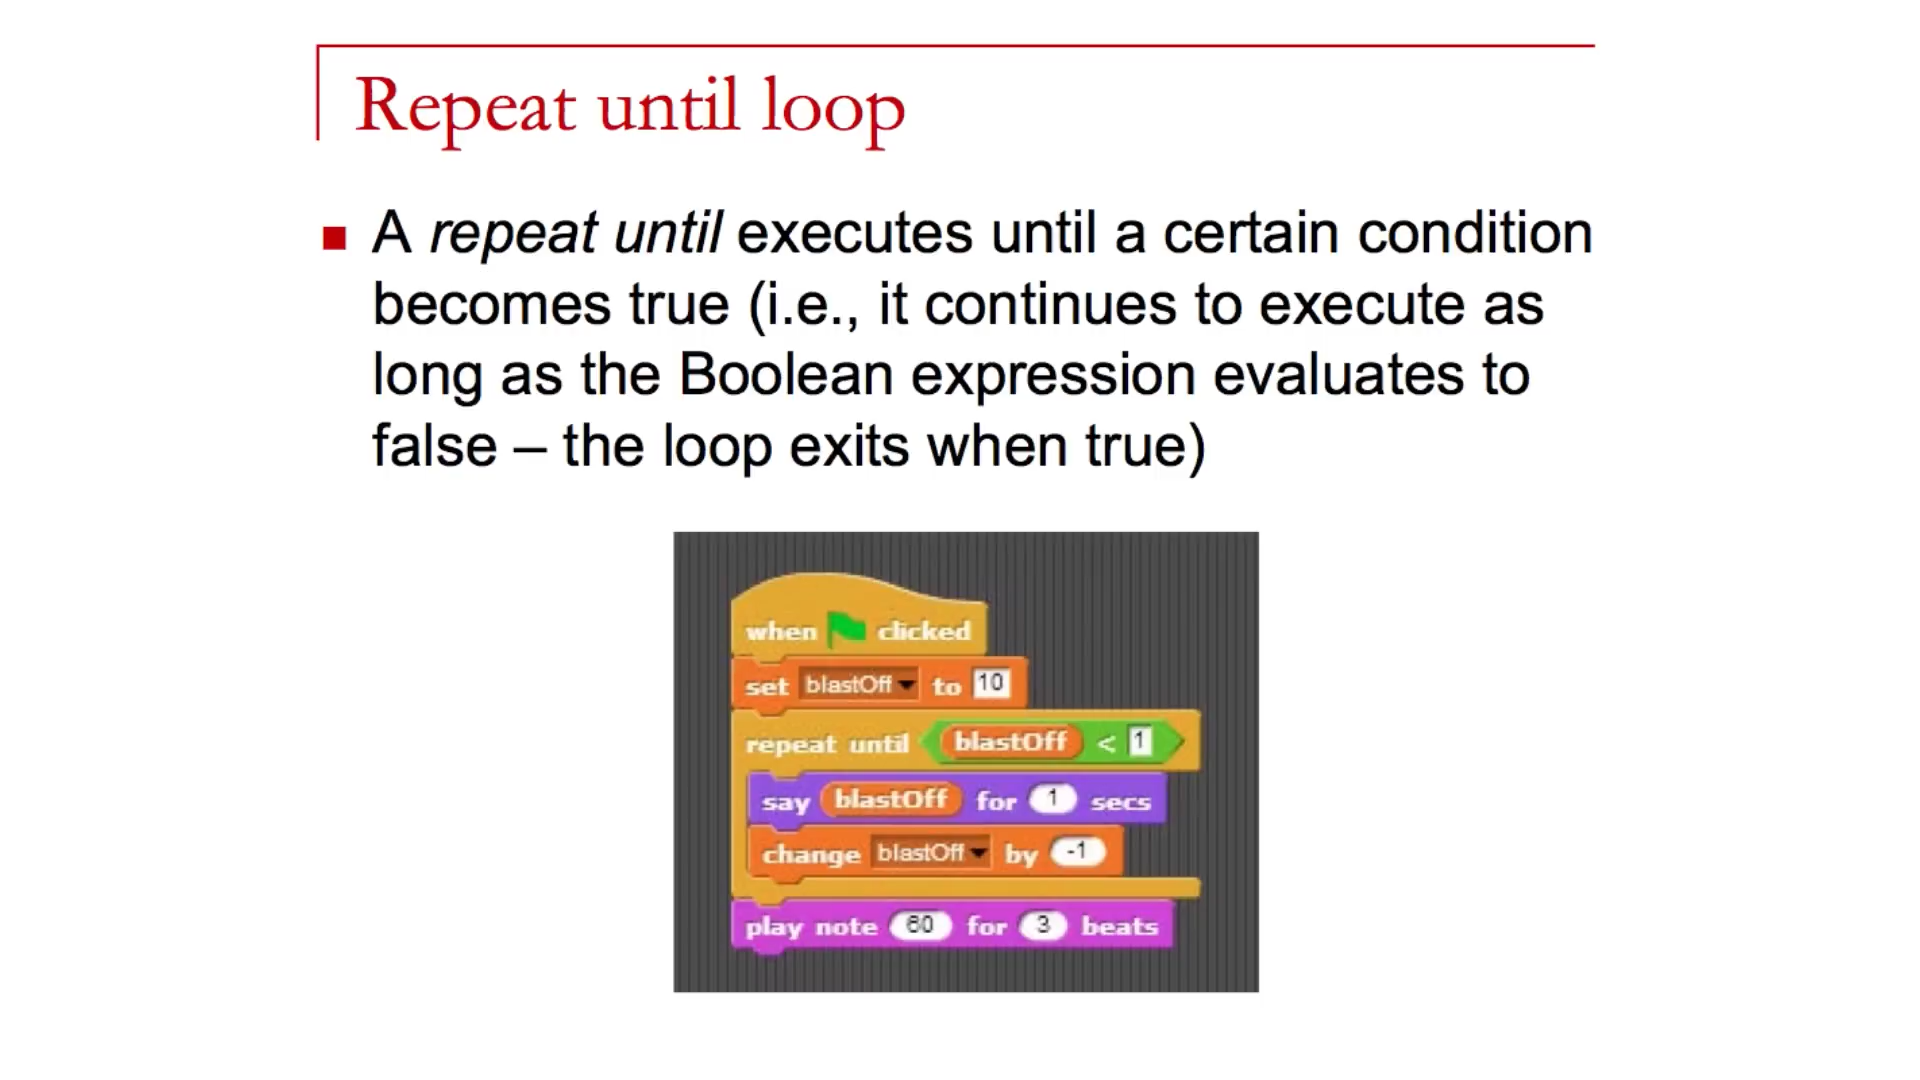 Repeat until loop
A repeat until executes until a certain condition
becomes true (i.e., it continues to execute as
long as the Boolean expression evaluates to
false – the loop exits when true)
when clicked
set blastOff to 10
repeat until blastOff < 1
say blastOff for 1 secs
change blastOff by -1
play note 60 for 3 beats